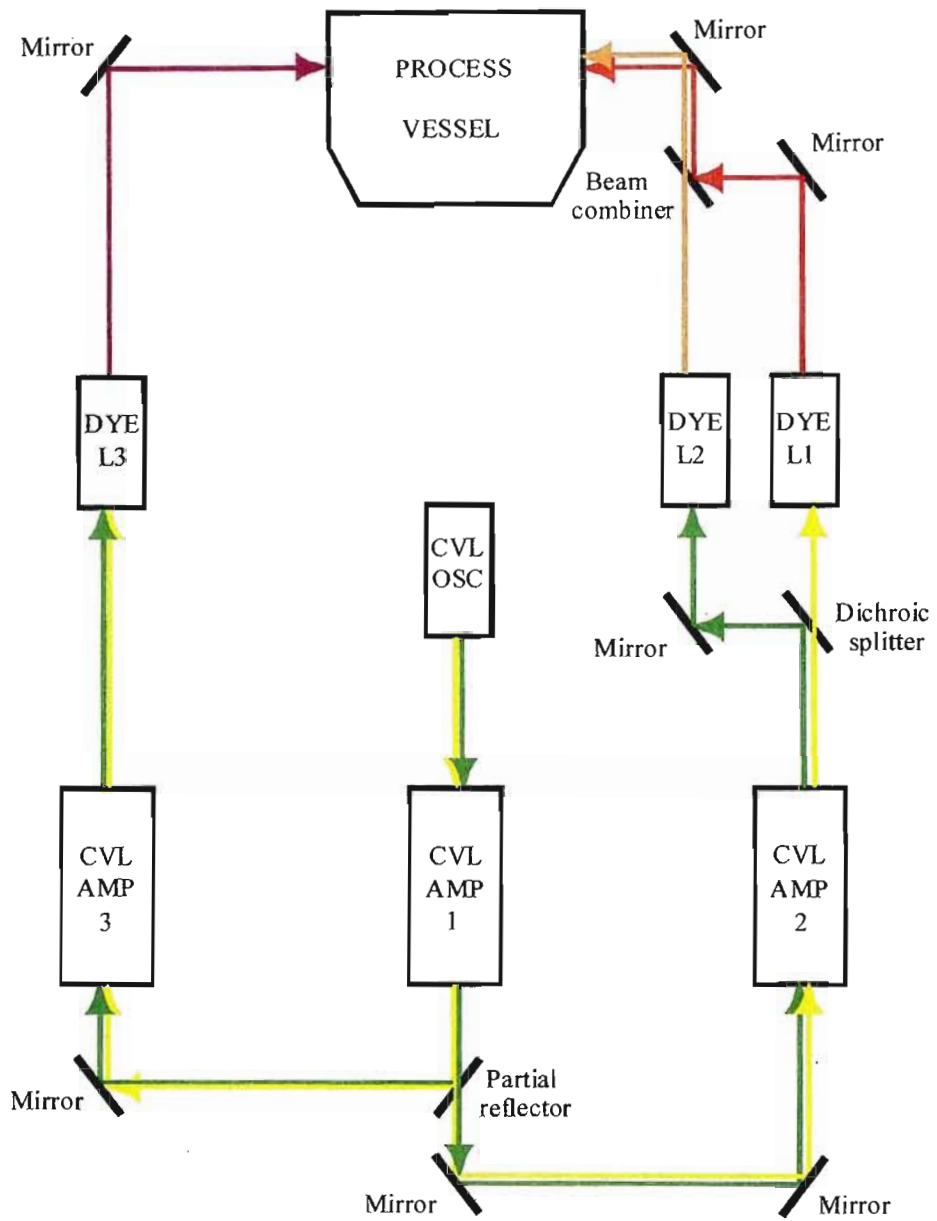 Mirror
PROCESS
VESSEL
Mirror
Mirror
Beam
combiner
DYE
L3
DYE
L2
DYE
L1
CVL
OSC
Mirror
Dichroic
splitter
CVL
AMP
3
CVL
AMP
1
CVL
AMP
2
Mirror
Partial
reflector
Mirror
Mirror